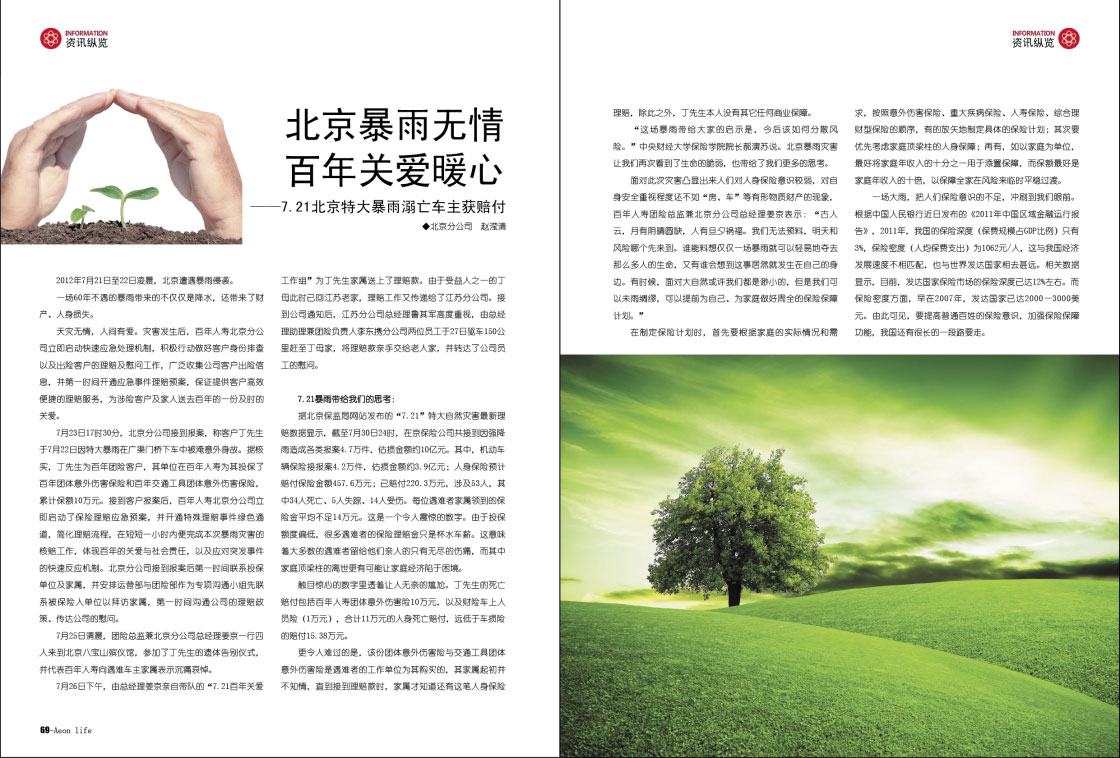 INFORMATION
资讯纵览
北京暴雨无情
百年关爱暖心
——7.21北京特大暴雨溺亡车主获赔付
◆北京分公司 赵滢清
2012年7月21日至22日凌晨，北京遭遇暴雨侵袭。
一场60年不遇的暴雨带来的不仅仅是降水，还带来了财
产、人身损失。
天灾无情，人间有爱。灾害发生后，百年人寿北京分公
司立即启动快速应急处理机制，积极行动做好客户身份排查
以及出险客户的理赔及慰问工作，广泛收集公司客户出险信
息，并第一时间开通应急事件理赔预案，保证提供客户高效
便捷的理赔服务，为涉险客户及家人送去百年的一份及时的
关爱。
7月23日17时30分，北京分公司接到报案，称客户丁先生
于7月22日因特大暴雨在广渠门桥下车中被淹意外身故。据核
实，丁先生为百年团险客户，其单位在百年人寿为其投保了
百年团体意外伤害保险和百年交通工具团体意外伤害保险，
累计保额10万元。接到客户报案后，百年人寿北京分公司立
即启动了保险理赔应急预案，并开通特殊理赔事件绿色通
道，简化理赔流程，在短短一小时内便完成本次暴雨灾害的
核赔工作，体现百年的关爱与社会责任，以及应对突发事件
的快速反应机制。北京分公司接到报案后第一时间联系投保
单位及家属，并安排运营部与团险部作为专项沟通小组先联
系被保险人单位以拜访家属，第一时间沟通公司的理赔政
策、传达公司的慰问。
7月25日清晨，团险总监兼北京分公司总经理姜京一行四
人来到北京八宝山殡仪馆，参加了丁先生的遗体告别仪式，
并代表百年人寿向遇难车主家属表示沉痛哀悼。
7月26日下午，由总经理姜京亲自带队的“7.21百年关爱
工作组”为丁先生家属送上了理赔款。由于受益人之一的丁
母此时已回江苏老家，理赔工作又传递给了江苏分公司。接
到公司通知后，江苏分公司总经理鲁其军高度重视，由总经
理助理兼团险负责人李东携分公司两位员工于27日驱车150公
里赶至丁母家，将理赔款亲手交给老人家，并转达了公司员
工的慰问。
7.21暴雨带给我们的思考：
据北京保监局网站发布的“7.21”特大自然灾害最新理
赔数据显示，截至7月30日24时，在京保险公司共接到因强降
雨造成各类报案4.7万件，估损金额约10亿元。其中，机动车
辆保险接报案4.2万件，估损金额约3.9亿元；人身保险预计
赔付保险金额457.6万元；已赔付220.3万元，涉及53人，其
中34人死亡、5人失踪、14人受伤。每位遇难者家属领到的保
险金平均不足14万元。这是一个令人震惊的数字。由于投保
额度偏低，很多遇难者的保险理赔金只是杯水车薪。这意味
着大多数的遇难者留给他们亲人的只有无尽的伤痛，而其中
家庭顶梁柱的离世更有可能让家庭经济陷于困境。
触目惊心的数字里透着让人无奈的尴尬。丁先生的死亡
赔付包括百年人寿团体意外伤害险10万元，以及财险车上人
员险（1万元），合计11万元的人身死亡赔付，远低于车损险
的赔付15.38万元。
更令人难过的是，该份团体意外伤害险与交通工具团体
意外伤害险是遇难者的工作单位为其购买的，其家属起初并
不知情，直到接到理赔款时，家属才知道还有这笔人身保险
69-Aeon life
INFORMATION
资讯纵览
理赔，除此之外，丁先生本人没有其它任何商业保障。
“这场暴雨带给大家的启示是，今后该如何分散风
险。”中央财经大学保险学院院长郝演苏说。北京暴雨灾害
让我们再次看到了生命的脆弱，也带给了我们更多的思考。
面对此次灾害凸显出来人们对人身保险意识较弱，对自
身安全重视程度还不如“房、车”等有形物质财产的现象，
百年人寿团险总监兼北京分公司总经理姜京表示：“古人
云，月有阴晴圆缺，人有旦夕祸福。我们无法预料，明天和
风险哪个先来到。谁能料想仅仅一场暴雨就可以轻易地夺去
那么多人的生命，又有谁会想到这事居然就发生在自己的身
边。有时候，面对大自然或许我们都是渺小的，但是我们可
以未雨绸缪，可以提前为自己、为家庭做好周全的保险保障
计划。”
在制定保险计划时，首先要根据家庭的实际情况和需
求，按照意外伤害保险、重大疾病保险、人寿保险、综合理
财型保险的顺序，有的放矢地制定具体的保险计划；其次要
优先考虑家庭顶梁柱的人身保障；再有，如以家庭为单位，
最好将家庭年收入的十分之一用于添置保障，而保额最好是
家庭年收入的十倍，以保障全家在风险来临时平稳过渡。
一场大雨，把人们保险意识的不足，冲刷到我们眼前。
根据中国人民银行近日发布的《2011年中国区域金融运行报
告》，2011年，我国的保险深度（保费规模占GDP比例）只有
3%，保险密度（人均保费支出）为1062元/人，这与我国经济
发展速度不相匹配，也与世界发达国家相去甚远。相关数据
显示，目前，发达国家保险市场的保险深度已达12%左右。而
保险密度方面，早在2007年，发达国家已达2000－3000美
元。由此可见，要提高普通百姓的保险意识，加强保险保障
功能，我国还有很长的一段路要走。